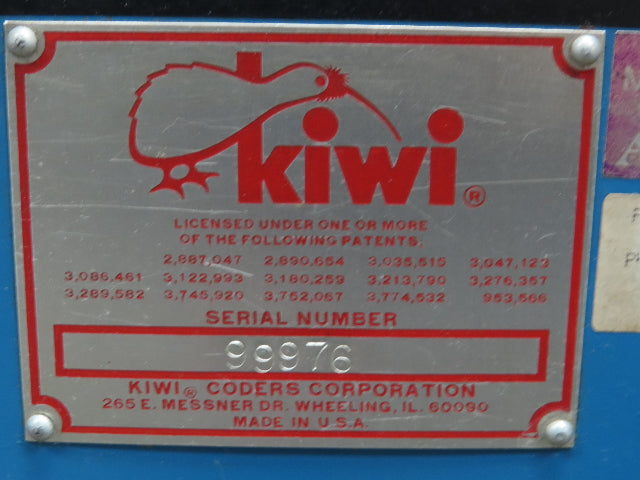 kiwi®
LICENSED UNDER ONE OR MORE
OF THE FOLLOWING PATENTS:
2,887,047 2,890,654 3,035,515 3,047,123
3,086,461 3,122,993 3,180,259 3,213,790 3,276,357
3,289,582 3,745,920 3,752,067 3,774,532 953,566
SERIAL NUMBER
99976
KIWI® CODERS CORPORATION
265 E. MESSNER DR. WHEELING, IL. 60090
MADE IN U.S.A.